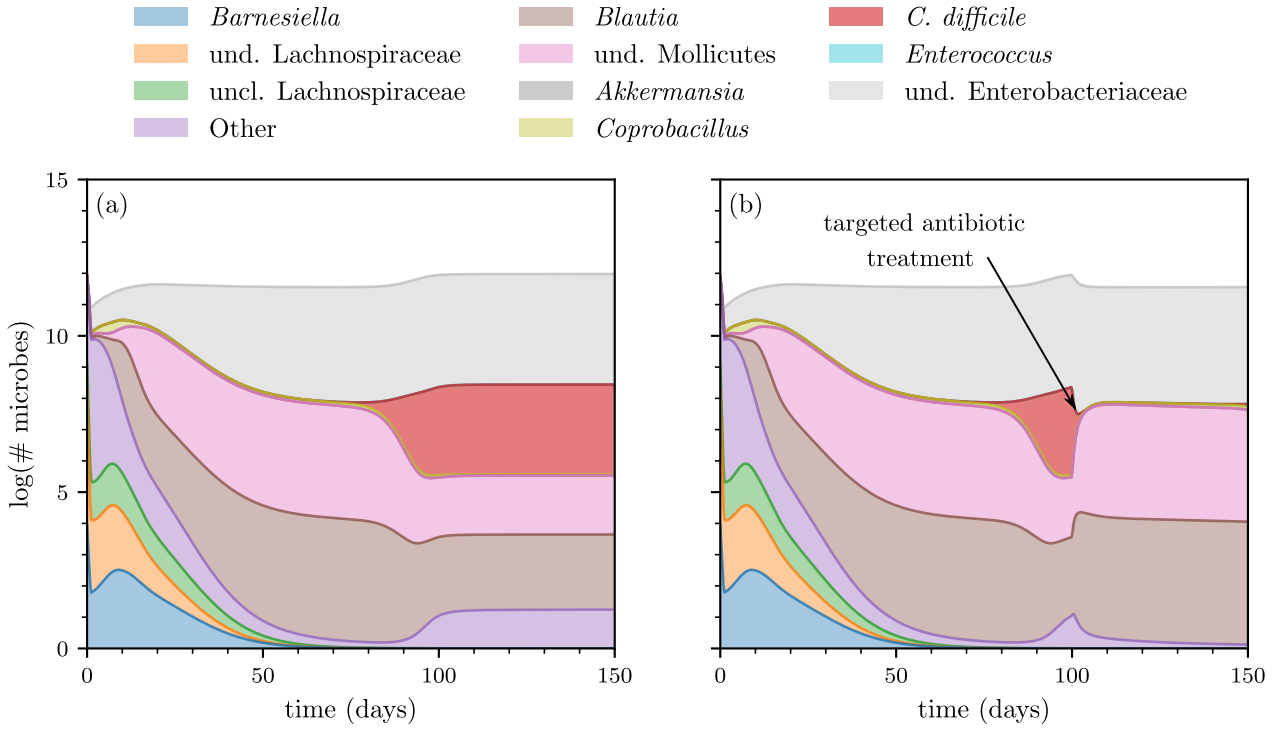 Barnesiella
und. Lachnospiraceae
uncl. Lachnospiraceae
Other
Blautia
und. Mollicutes
Akkermansia
Coprobacillus
C. difficile
Enterococcus
und. Enterobacteriaceae
log(# microbes)
15
10
5
0
(a)
0 50 100 150
time (days)
(b)
targeted antibiotic
treatment
0 50 100 150
time (days)